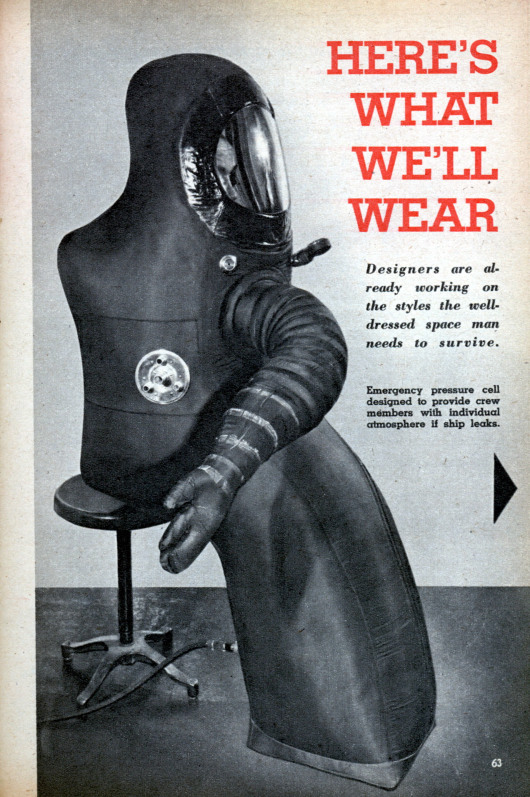 HERE'S
WHAT
WE'LL
WEAR
Designers are al-
ready working on
the styles the well-
dressed space man
needs to survive.
Emergency pressure cell
designed to provide crew
members with individual
atmosphere if ship leaks.
63